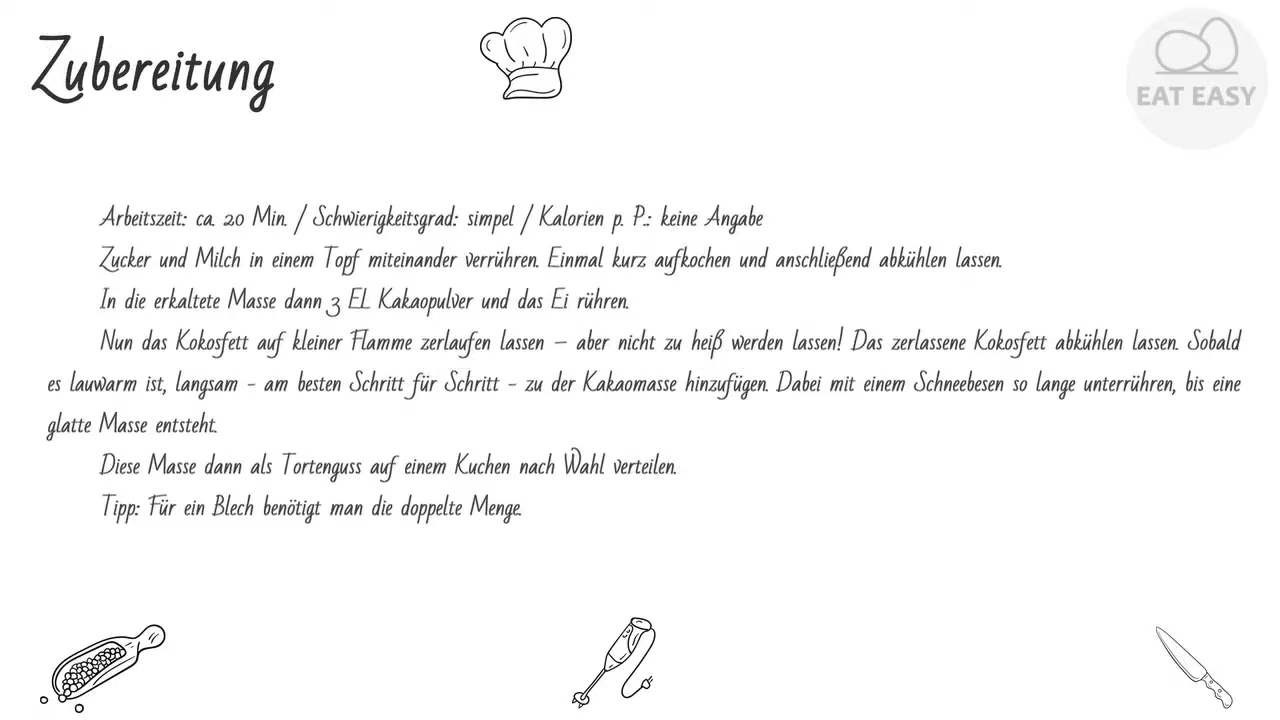 Zubereitung
EAT EASY
Arbeitszeit: ca. 20 Min. / Schwierigkeitsgrad: simpel / Kalorien p. P.: keine Angabe
Zucker und Milch in einem Topf miteinander verrühren. Einmal kurz aufkochen und anschließend abkühlen lassen.
In die erkaltete Masse dann 3 EL Kakaopulver und das Ei rühren.
Nun das Kokosfett auf kleiner Flamme zerlaufen lassen – aber nicht zu heiß werden lassen! Das zerlassene Kokosfett abkühlen lassen. Sobald
es lauwarm ist, langsam - am besten Schritt für Schritt - zu der Kakaomasse hinzufügen. Dabei mit einem Schneebesen so lange unterrühren, bis eine
glatte Masse entsteht.
Diese Masse dann als Tortenguss auf einem Kuchen nach Wahl verteilen.
Tipp: Für ein Blech benötigt man die doppelte Menge.